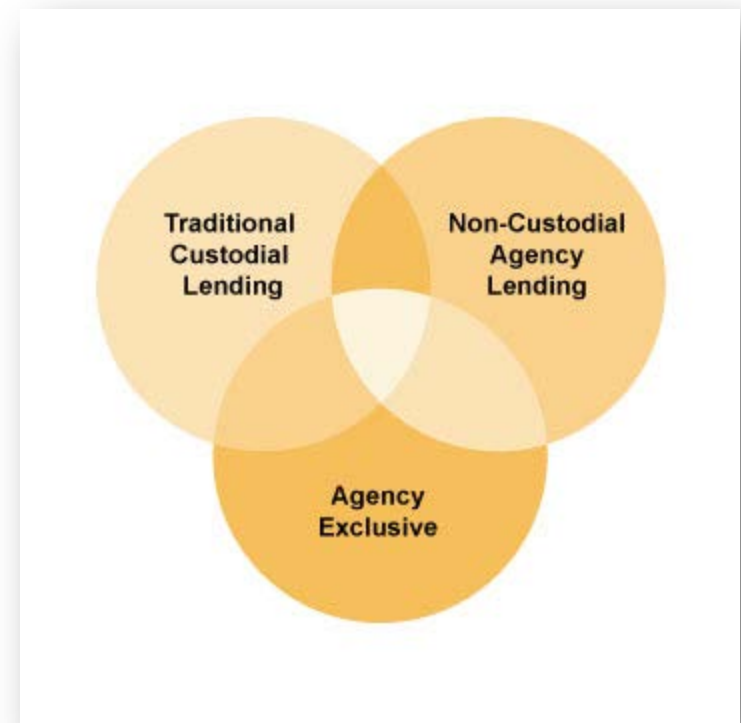 Traditional
Custodial
Lending
Non-Custodial
Agency
Lending
Agency
Exclusive